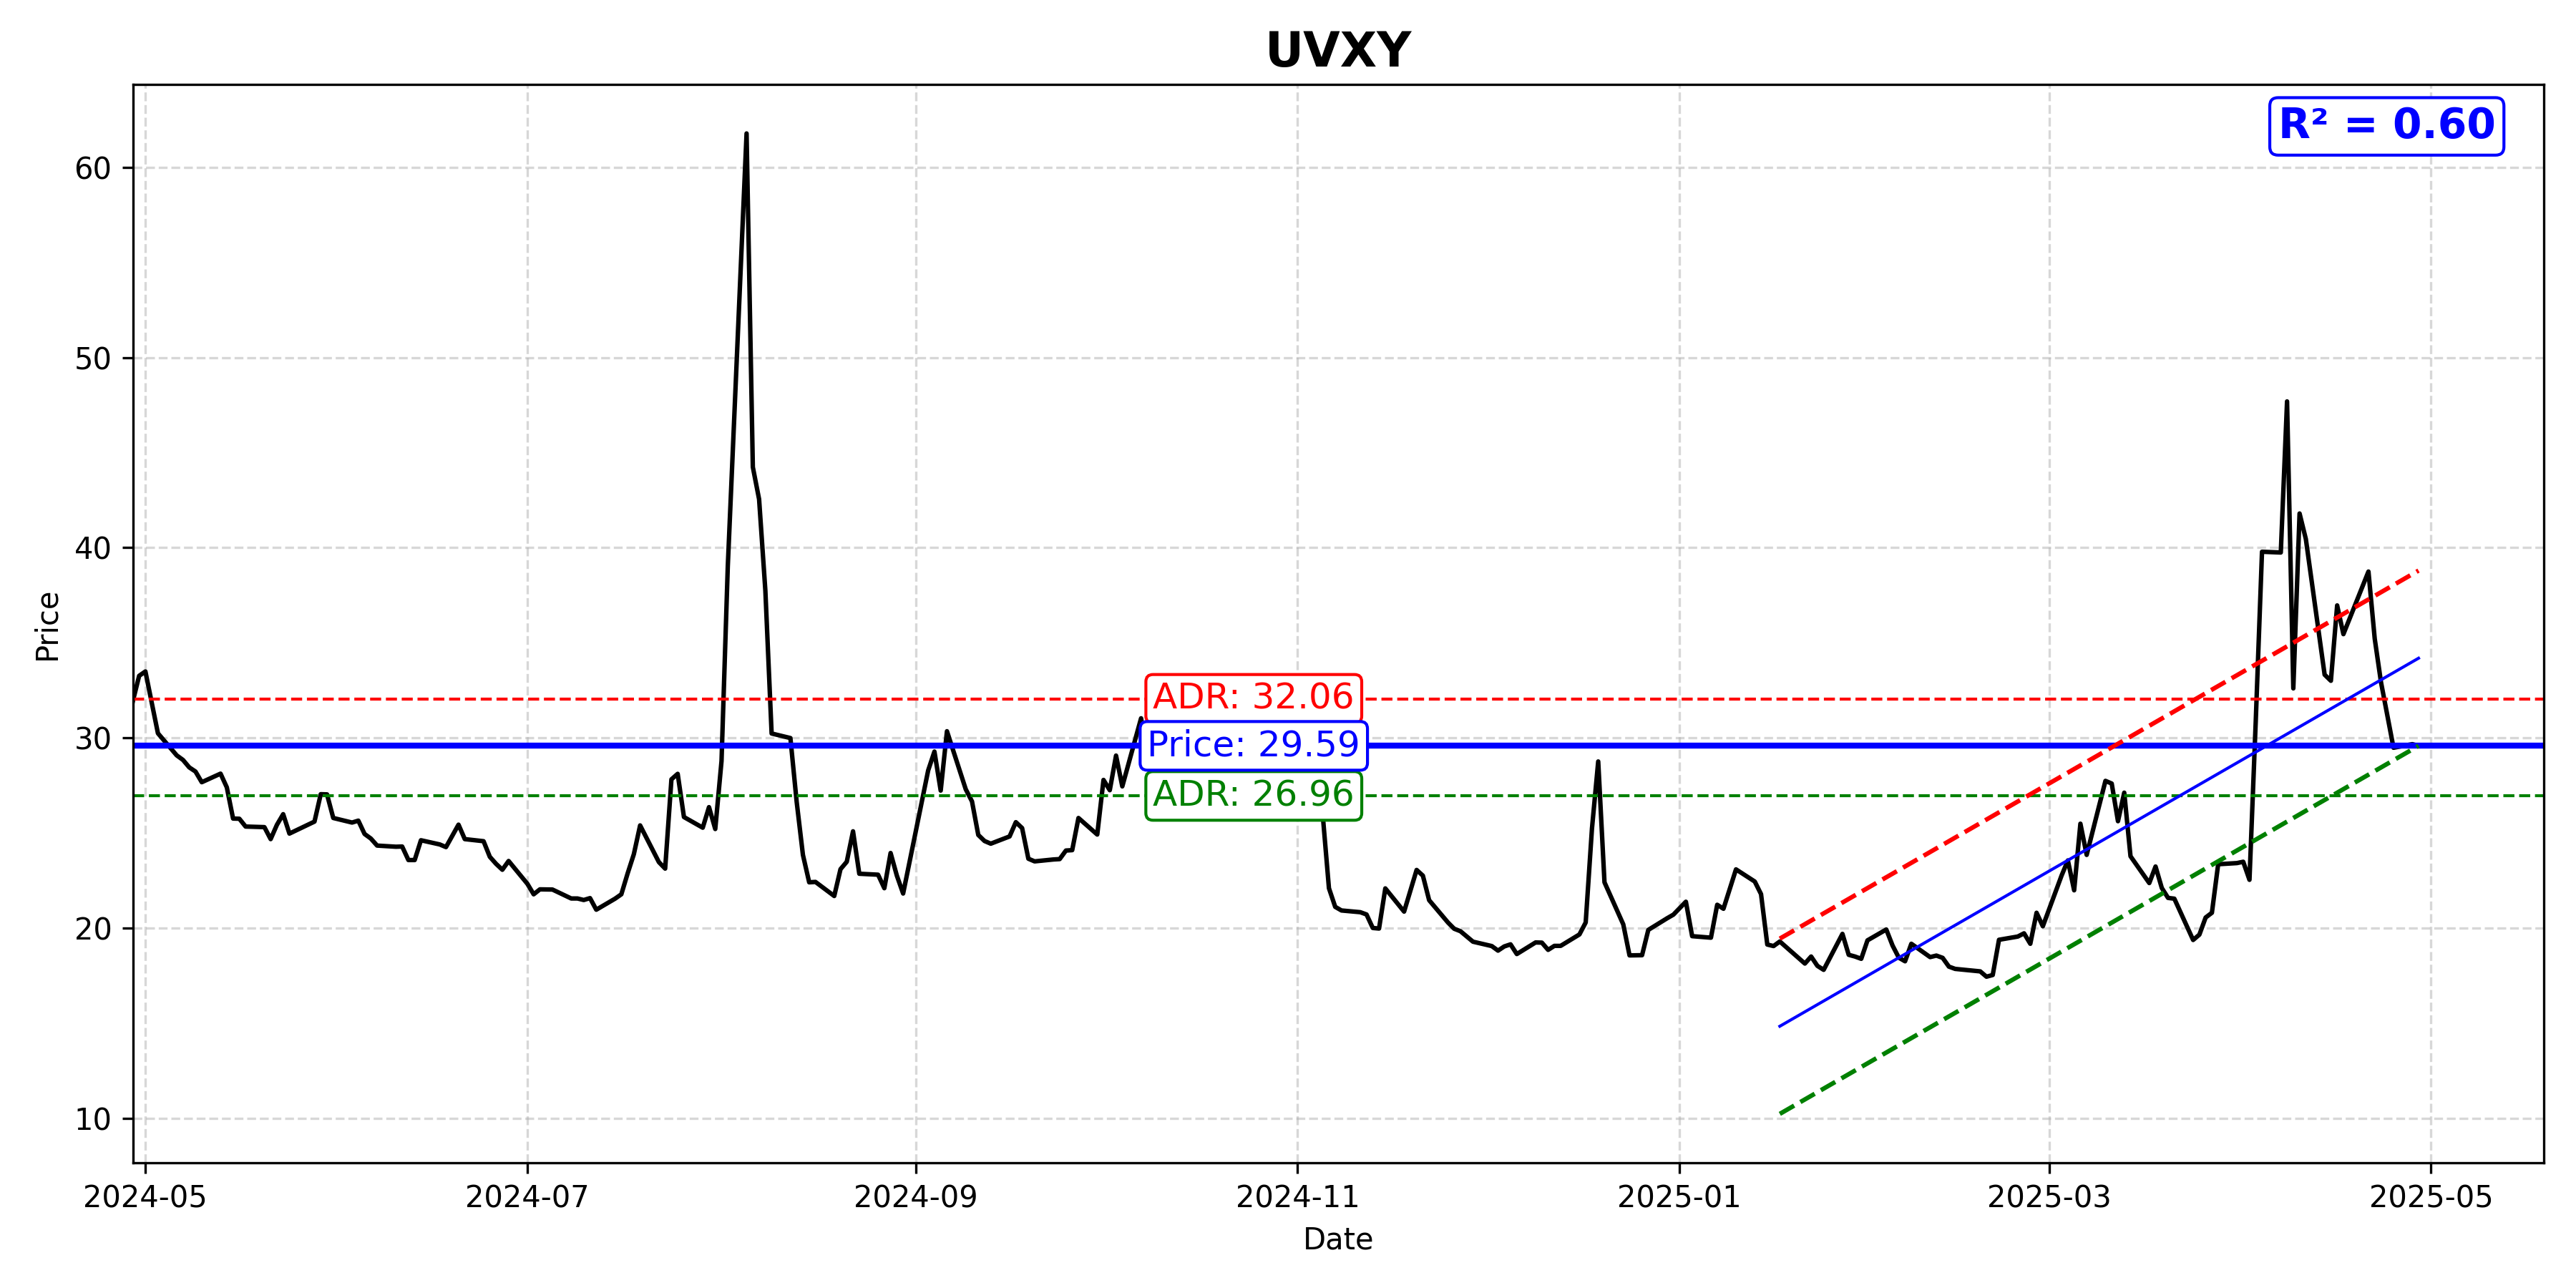 UVXY
R² = 0.60
60
50
40
30
20
10
Price
ADR: 32.06
Price: 29.59
ADR: 26.96
2024-05
2024-07
2024-09
2024-11
2025-01
2025-03
2025-05
Date